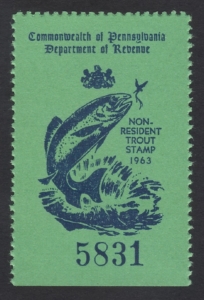 Commonwealth of Pennsylvania
Department of Revenue
NON-
RESIDENT
TROUT
STAMP
1963
5831